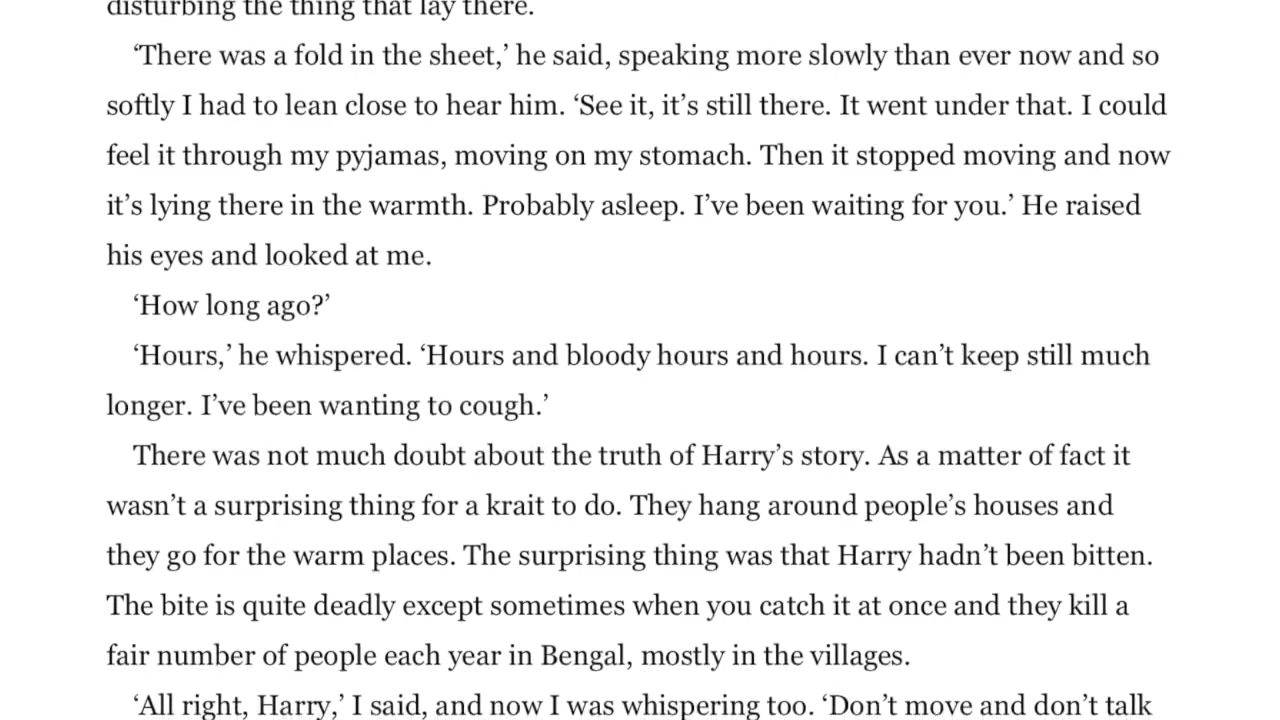 disturbing the thing that lay there.
‘There was a fold in the sheet,’ he said, speaking more slowly than ever now and so
softly I had to lean close to hear him. ‘See it, it’s still there. It went under that. I could
feel it through my pyjamas, moving on my stomach. Then it stopped moving and now
it’s lying there in the warmth. Probably asleep. I’ve been waiting for you.’ He raised
his eyes and looked at me.
‘How long ago?’
‘Hours,’ he whispered. ‘Hours and bloody hours and hours. I can’t keep still much
longer. I’ve been wanting to cough.’
There was not much doubt about the truth of Harry’s story. As a matter of fact it
wasn’t a surprising thing for a krait to do. They hang around people’s houses and
they go for the warm places. The surprising thing was that Harry hadn’t been bitten.
The bite is quite deadly except sometimes when you catch it at once and they kill a
fair number of people each year in Bengal, mostly in the villages.
‘All right, Harry,’ I said, and now I was whispering too. ‘Don’t move and don’t talk